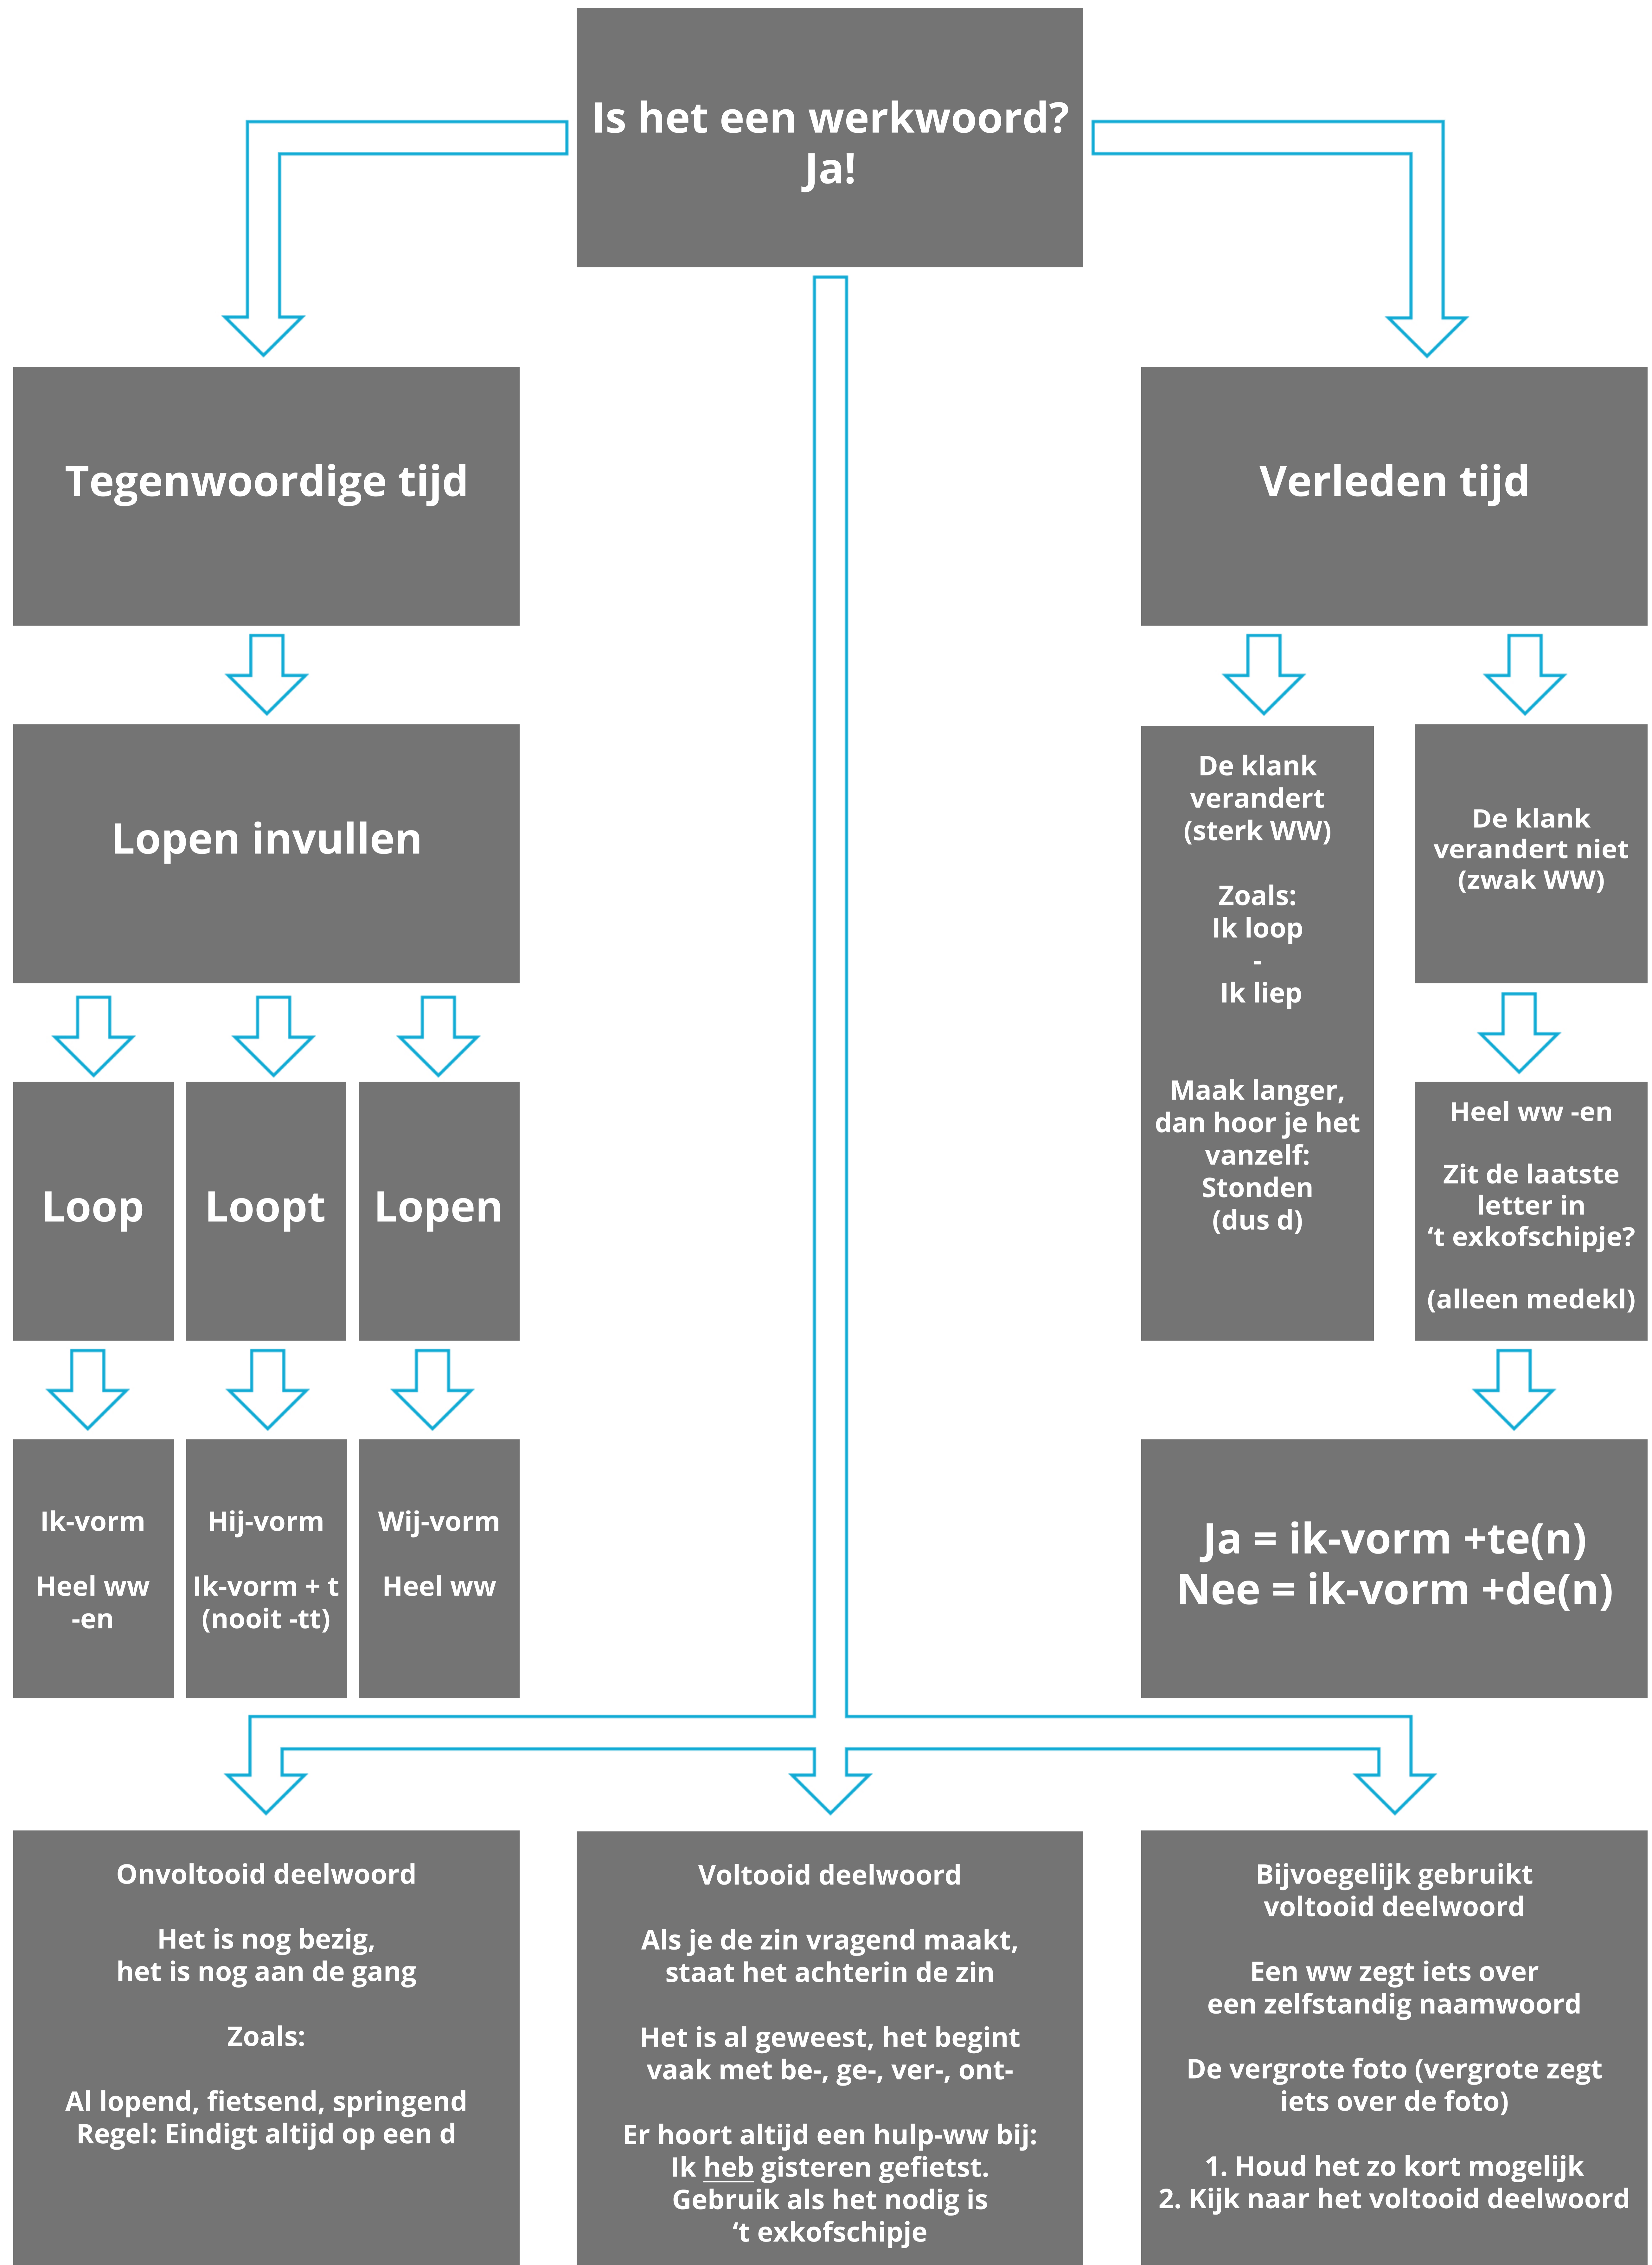 Is het een werkwoord?
Ja!
Tegenwoordige tijd
Verleden tijd
Lopen invullen
De klank
verandert
(sterk WW)
Zoals:
Ik loop
-
Ik liep
Maak langer,
dan hoor je het
vanzelf:
Stonden
(dus d)
De klank
verandert niet
(zwak WW)
Loop
Loopt
Lopen
Heel ww -en
Zit de laatste
letter in
‘t exkofschipje?
(alleen medekl)
Ik-vorm
Heel ww
-en
Hij-vorm
Ik-vorm + t
(nooit -tt)
Wij-vorm
Heel ww
Ja = ik-vorm +te(n)
Nee = ik-vorm +de(n)
Onvoltooid deelwoord
Het is nog bezig,
het is nog aan de gang
Zoals:
Al lopend, fietsend, springend
Regel: Eindigt altijd op een d
Voltooid deelwoord
Als je de zin vragend maakt,
staat het achterin de zin
Het is al geweest, het begint
vaak met be-, ge-, ver-, ont-
Er hoort altijd een hulp-ww bij:
Ik heb gisteren gefietst.
Gebruik als het nodig is
‘t exkofschipje
Bijvoegelijk gebruikt
voltooid deelwoord
Een ww zegt iets over
een zelfstandig naamwoord
De vergrote foto (vergrote zegt
iets over de foto)
1. Houd het zo kort mogelijk
2. Kijk naar het voltooid deelwoord